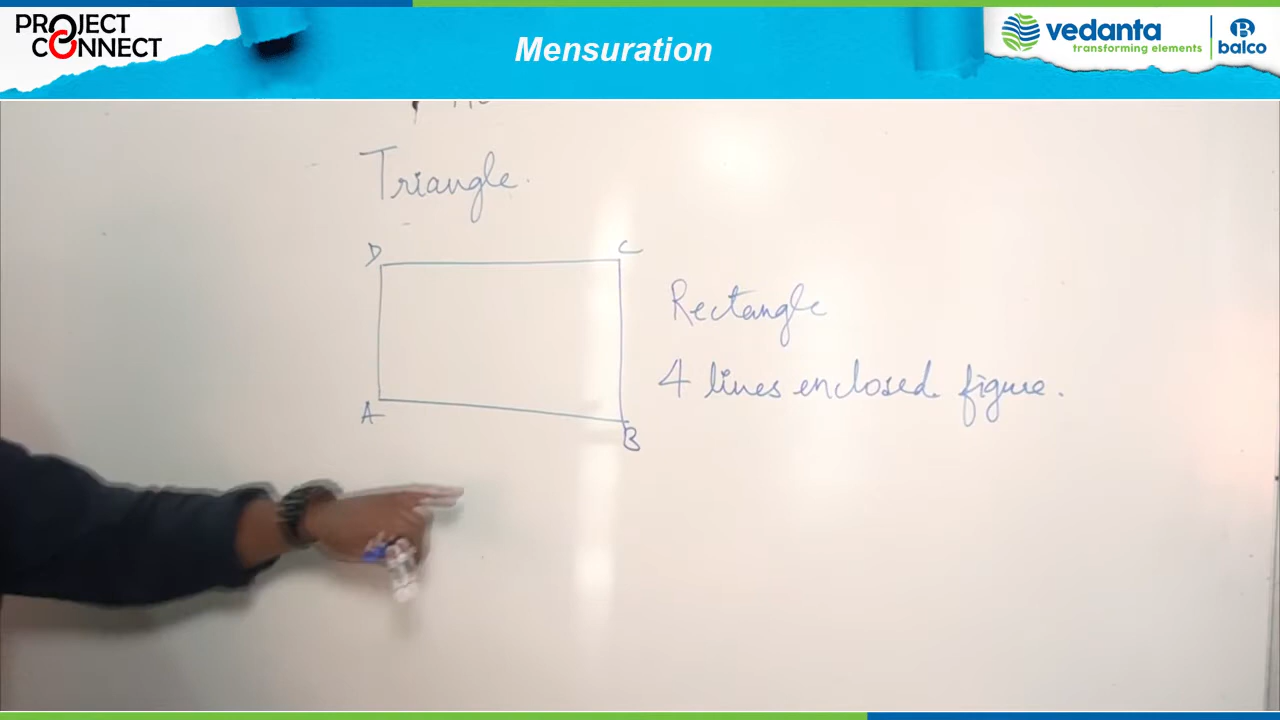 PROJECT
CONNECT
Mensuration
vedanta
transforming elements
balco
Triangle.
D
C
Rectangle
4 lines enclosed figure.
A
B